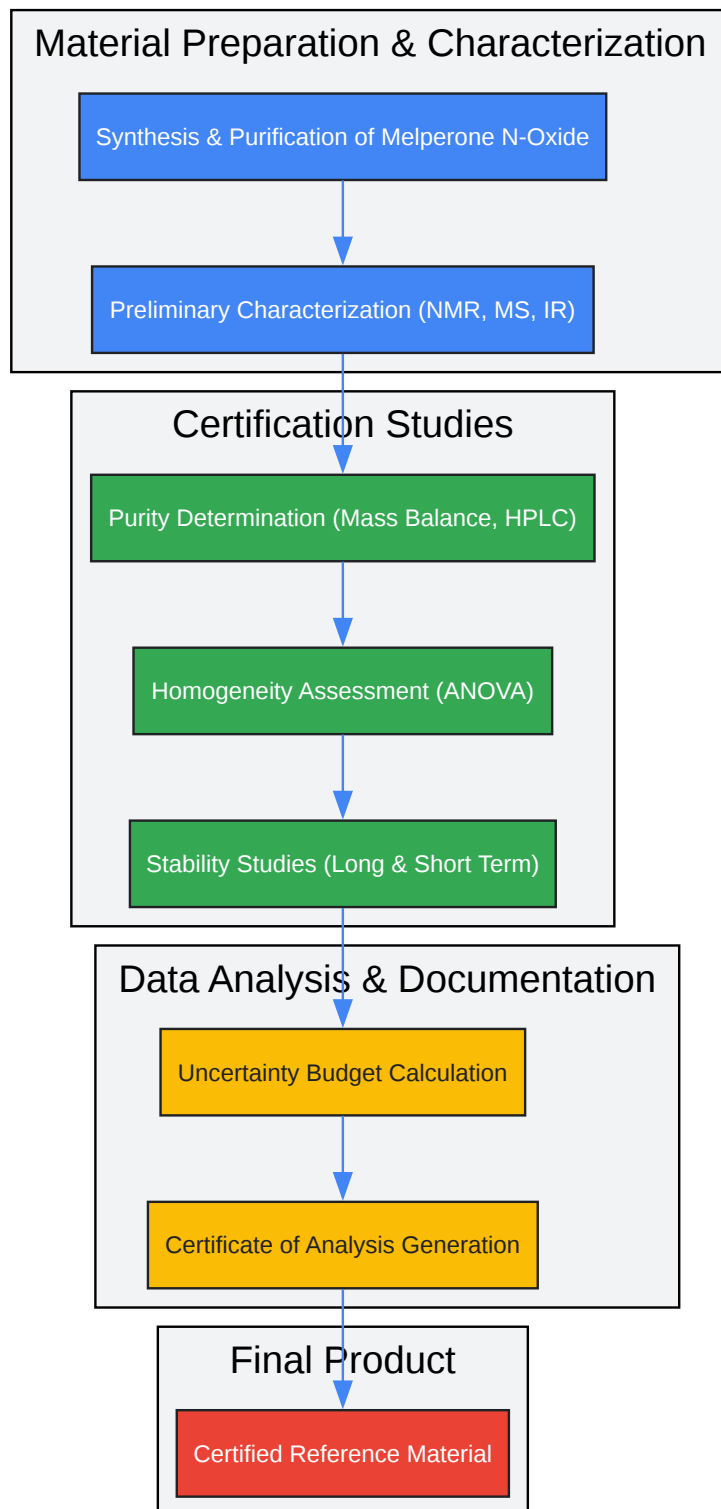 Material Preparation & Characterization
Synthesis & Purification of Melperone N-Oxide
Preliminary Characterization (NMR, MS, IR)
Certification Studies
Purity Determination (Mass Balance, HPLC)
Homogeneity Assessment (ANOVA)
Stability Studies (Long & Short Term)
Data Analysis & Documentation
Uncertainty Budget Calculation
Certificate of Analysis Generation
Final Product
Certified Reference Material